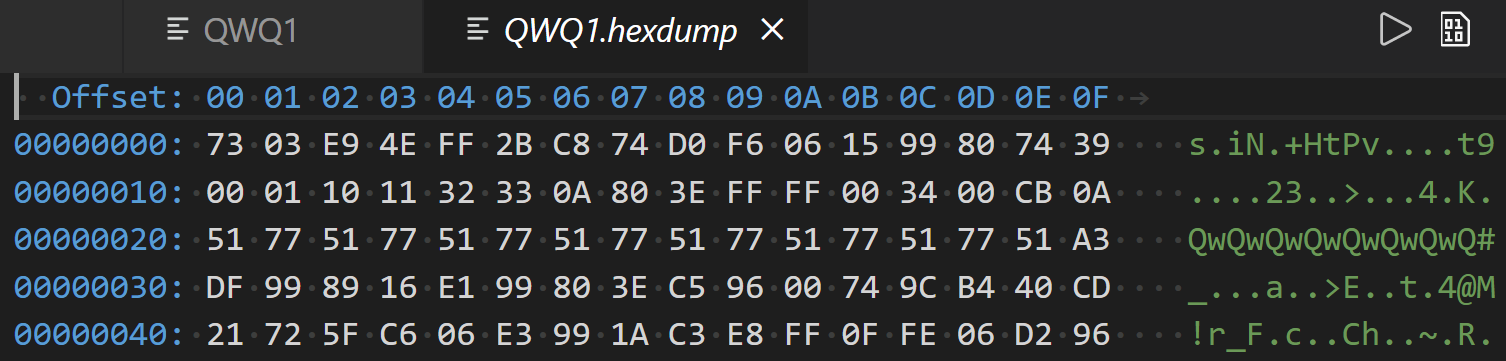 QWQ1 QWQ1.hexdump
Offset: 00 01 02 03 04 05 06 07 08 09 0A 0B 0C 0D 0E 0F
00000000: 73 03 E9 4E FF 2B C8 74 D0 F6 06 15 99 80 74 39 s.iN.+HtPv....t9
00000010: 00 01 10 11 32 33 0A 80 3E FF FF 00 34 00 CB 0A ....23..>...4.K.
00000020: 51 77 51 77 51 77 51 77 51 77 51 77 51 77 51 A3 QwQwQwQwQwQwQwQ#
00000030: DF 99 89 16 E1 99 80 3E C5 96 00 74 9C B4 40 CD _...a..>E..t.4@M
00000040: 21 72 5F C6 06 E3 99 1A C3 E8 FF 0F FE 06 D2 96 !r_F.c..Ch..~.R.